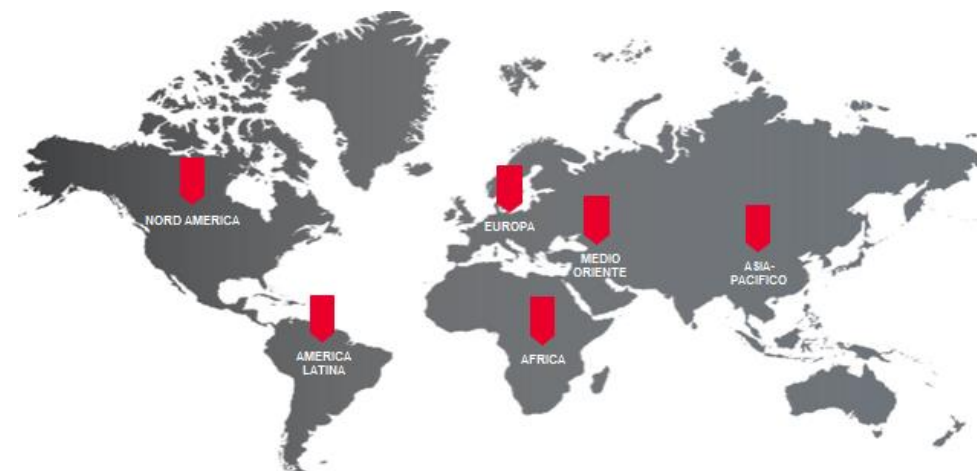 NORD AMERICA
EUROPA
MEDIO
ORIENTE
ASIA-
PACIFICO
AMERICA
LATINA
AFRICA